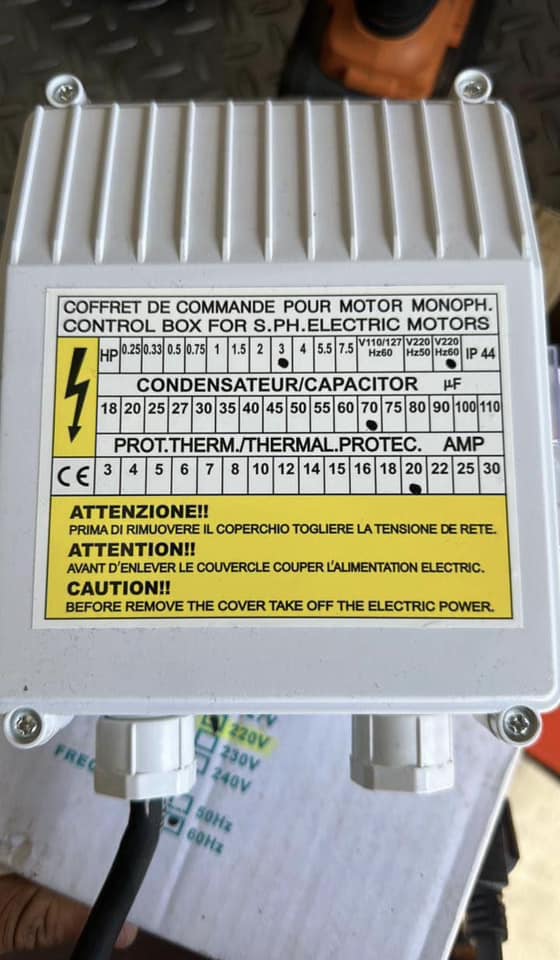 COFFRET DE COMMANDE POUR MOTOR MONOPH.
CONTROL BOX FOR S.PH.ELECTRIC MOTORS
HP 0.25 0.33 0.5 0.75 1 1.5 2 3 4 5.5 7.5 V110/127 Hz60 V220 Hz50 V220 Hz60 IP 44
CONDENSATEUR/CAPACITOR µF
18 20 25 27 30 35 40 45 50 55 60 70 75 80 90 100 110
PROT.THERM./THERMAL.PROTEC. AMP
CE 3 4 5 6 7 8 10 12 14 15 16 18 20 22 25 30
ATTENZIONE!!
PRIMA DI RIMUOVERE IL COPERCHIO TOGLIERE LA TENSIONE DE RETE.
ATTENTION!!
AVANT D'ENLEVER LE COUVERCLE COUPER L'ALIMENTATION ELECTRIC.
CAUTION!!
BEFORE REMOVE THE COVER TAKE OFF THE ELECTRIC POWER.
220V
230V
240V
50Hz
60Hz